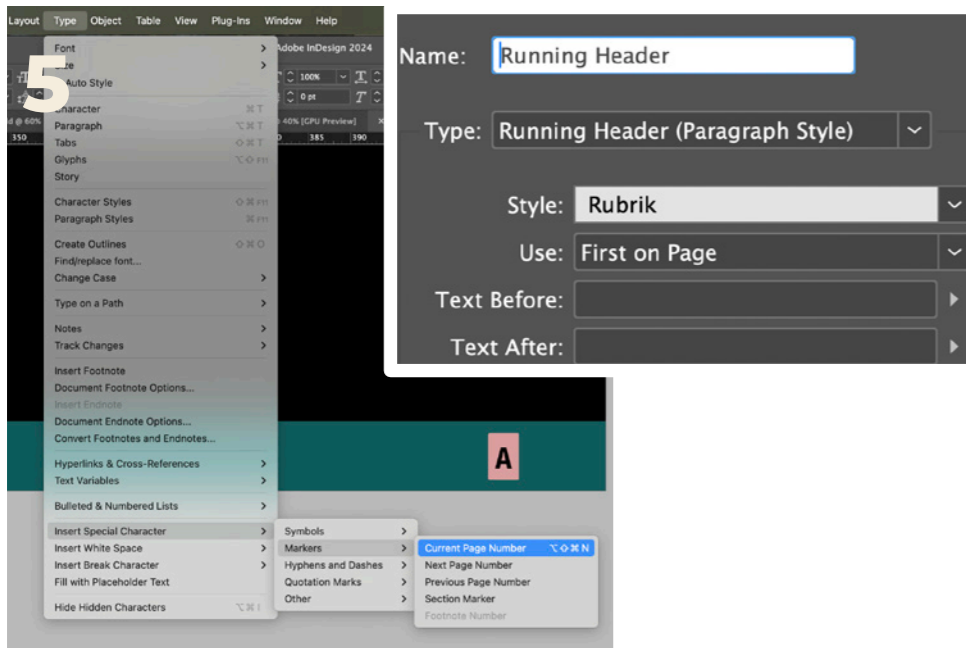 Layout Type Object Table View Plug-Ins Window Help
5
Adobe InDesign 2024
100%
0 pt
d @ 60%
40% [CPU Preview] ×
350
385 390
Font
Auto Style
Character ⌘ T
Paragraph ⌥⌘ T
Tabs ⇧⌘ T
Glyphs
Story
Character Styles
Paragraph Styles
Create Outlines ⇧⌘ O
Find/replace font...
Change Case
Type on a Path
Notes
Track Changes
Insert Footnote
Document Footnote Options...
Insert Endnote
Document Endnote Options...
Convert Footnotes and Endnotes...
Hyperlinks & Cross-References
Text Variables
Bulleted & Numbered Lists
Insert Special Character
Insert White Space
Insert Break Character
Fill with Placeholder Text
Hide Hidden Characters ⌥⌘ I
Symbols
Markers
Hyphens and Dashes
Quotation Marks
Other
Current Page Number ⌥⇧⌘ N
Next Page Number
Previous Page Number
Section Marker
Footnote Number
A
Name: Running Header
Type: Running Header (Paragraph Style)
Style: Rubrik
Use: First on Page
Text Before:
Text After: